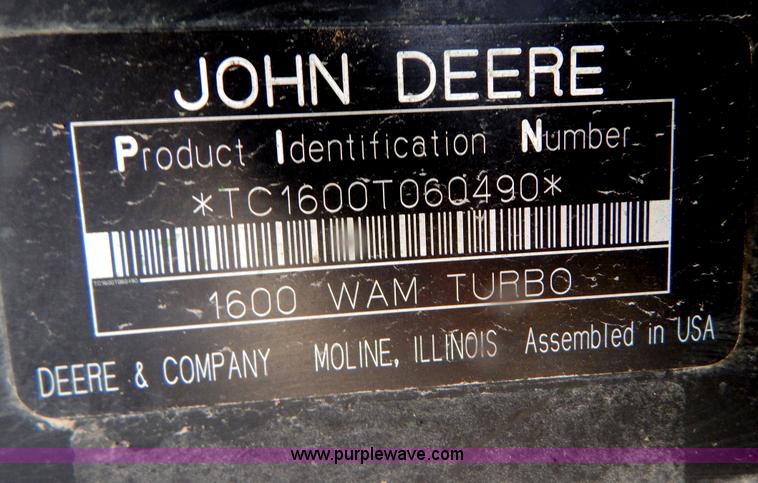 JOHN DEERE
Product Identification Number
*TC1600T060490*
TC1600T060490
1600 WAM TURBO
DEERE & COMPANY MOLINE, ILLINOIS Assembled in USA
www.purplewave.com